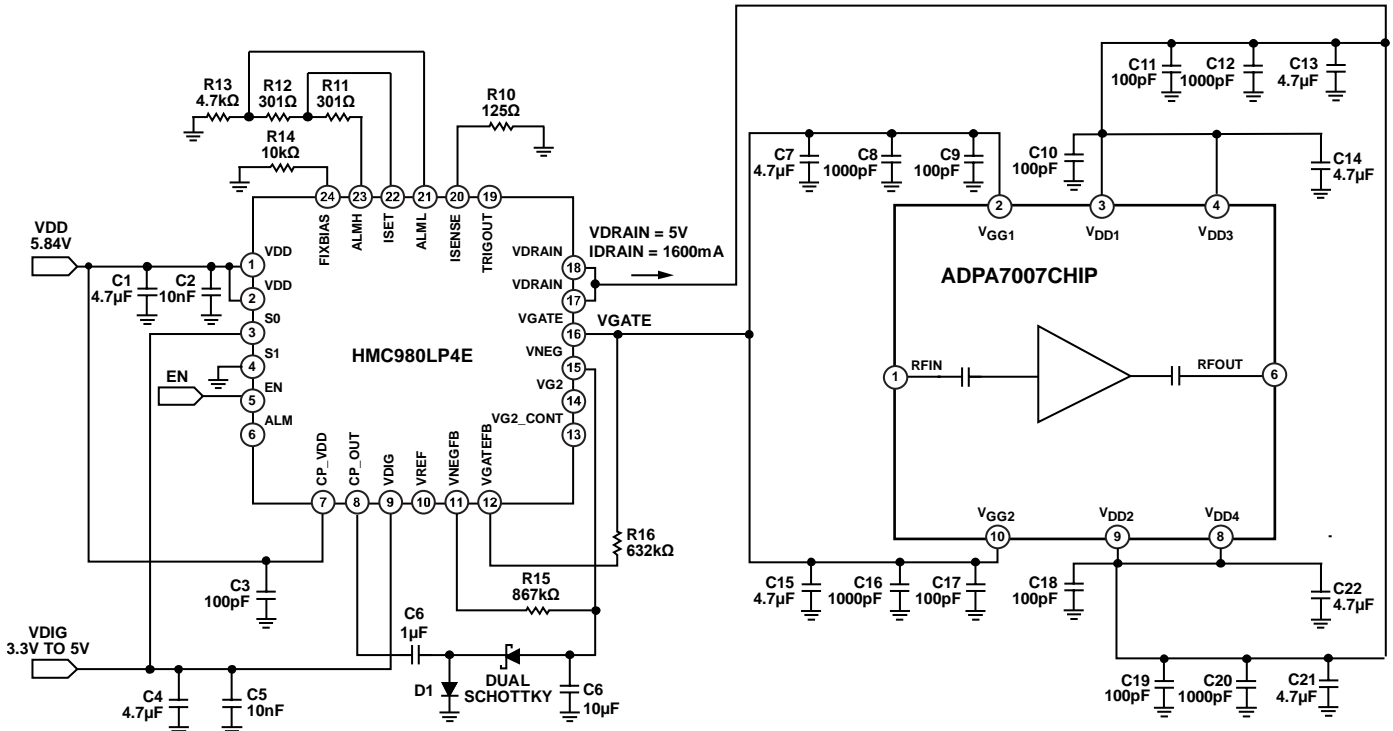 R13
4.7kΩ
R12
301Ω
R11
301Ω
R10
125Ω
R14
10kΩ
24
23
22
21
20
19
FIXBIAS
ALMH
ISET
ALML
ISENSE
TRIGOUT
VDD
5.84V
C1
4.7µF
C2
10nF
1
VDD
2
VDD
3
S0
4
S1
EN
5
EN
6
ALM
HMC980LP4E
VDRAIN
18
VDRAIN
17
VGATE
16
VNEG
15
VG2
14
VG2_CONT
13
VDRAIN = 5V
IDRAIN = 1600mA
VGATE
CP_VDD
CP_OUT
VDIG
VREF
VNEGFB
VGATEFB
7
8
9
10
11
12
R16
632kΩ
R15
867kΩ
C3
100pF
C6
1µF
VDIG
3.3V TO 5V
C4
4.7µF
C5
10nF
D1
DUAL
SCHOTTKY
C6
10µF
C11
100pF
C12
1000pF
C13
4.7µF
C7
4.7µF
C8
1000pF
C9
100pF
C10
100pF
C14
4.7µF
2
3
4
VGG1
VDD1
VDD3
ADPA7007CHIP
1
RFIN
RFOUT
6
VGG2
VDD2
VDD4
10
9
8
C15
4.7µF
C16
1000pF
C17
100pF
C18
100pF
C22
4.7µF
C19
100pF
C20
1000pF
C21
4.7µF